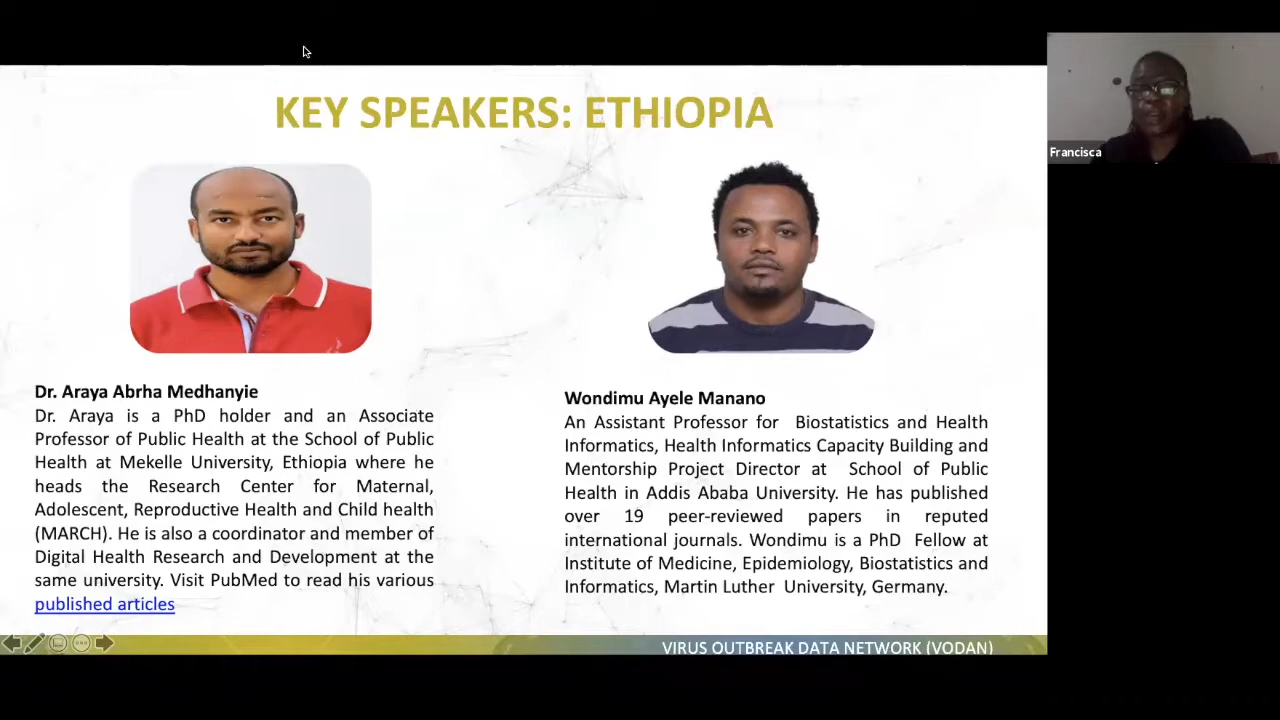 KEY SPEAKERS: ETHIOPIA
Francisca
Dr. Araya Abrha Medhanyie
Dr. Araya is a PhD holder and an Associate
Professor of Public Health at the School of Public
Health at Mekelle University, Ethiopia where he
heads the Research Center for Maternal,
Adolescent, Reproductive Health and Child health
(MARCH). He is also a coordinator and member of
Digital Health Research and Development at the
same university. Visit PubMed to read his various
published articles
Wondimu Ayele Manano
An Assistant Professor for Biostatistics and Health
Informatics, Health Informatics Capacity Building and
Mentorship Project Director at School of Public
Health in Addis Ababa University. He has published
over 19 peer-reviewed papers in reputed
international journals. Wondimu is a PhD Fellow at
Institute of Medicine, Epidemiology, Biostatistics and
Informatics, Martin Luther University, Germany.
VIRUS OUTBREAK DATA NETWORK (VODAN)